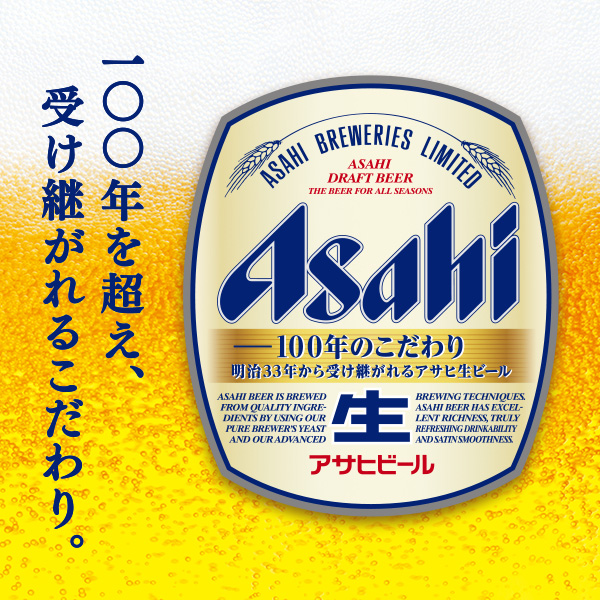 一〇〇年を超え、
受け継がれるこだわり。
ASAHI BREWERIES LIMITED
ASAHI
DRAFT BEER
THE BEER FOR ALL SEASONS
Asahi
―100年のこだわり
明治33年から受け継がれるアサヒ生ビール
ASAHI BEER IS BREWED
FROM QUALITY INGRE-
DIENTS BY USING OUR
PURE BREWER'S YEAST
AND OUR ADVANCED
生
BREWING TECHNIQUES.
ASAHI BEER HAS EXCEL-
LENT RICHNESS, TRULY
REFRESHING DRINKABILITY
AND SATIN SMOOTHNESS.
アサヒビール